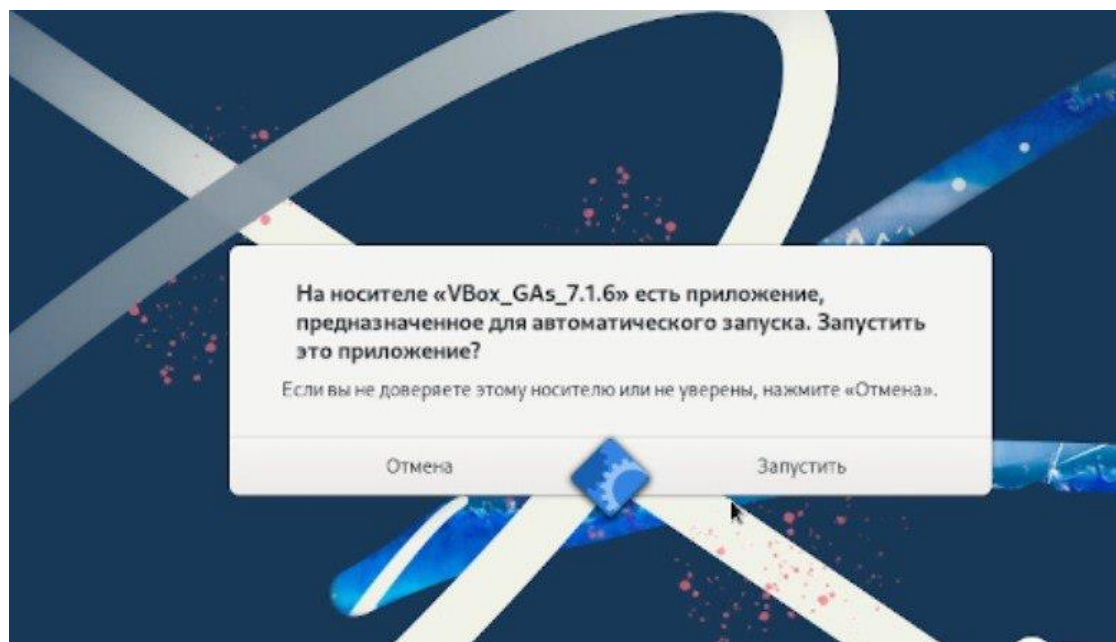 На носителе «VBox_GAs_7.1.6» есть приложение,
предназначенное для автоматического запуска. Запустить
это приложение?
Если вы не доверяете этому носителю или не уверены, нажмите «Отмена».
Отмена
Запустить